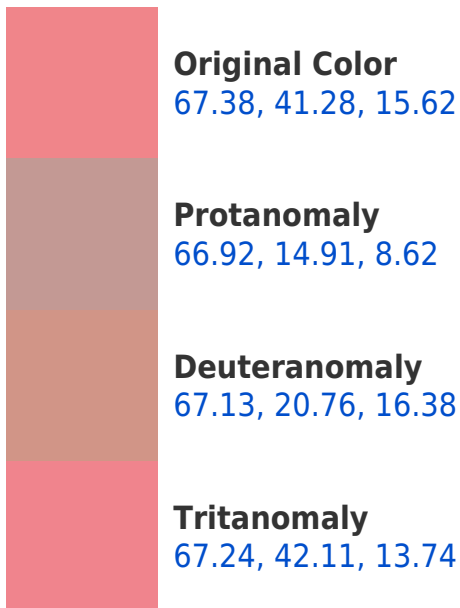 Original Color
67.38, 41.28, 15.62
Protanomaly
66.92, 14.91, 8.62
Deuteranomaly
67.13, 20.76, 16.38
Tritanomaly
67.24, 42.11, 13.74